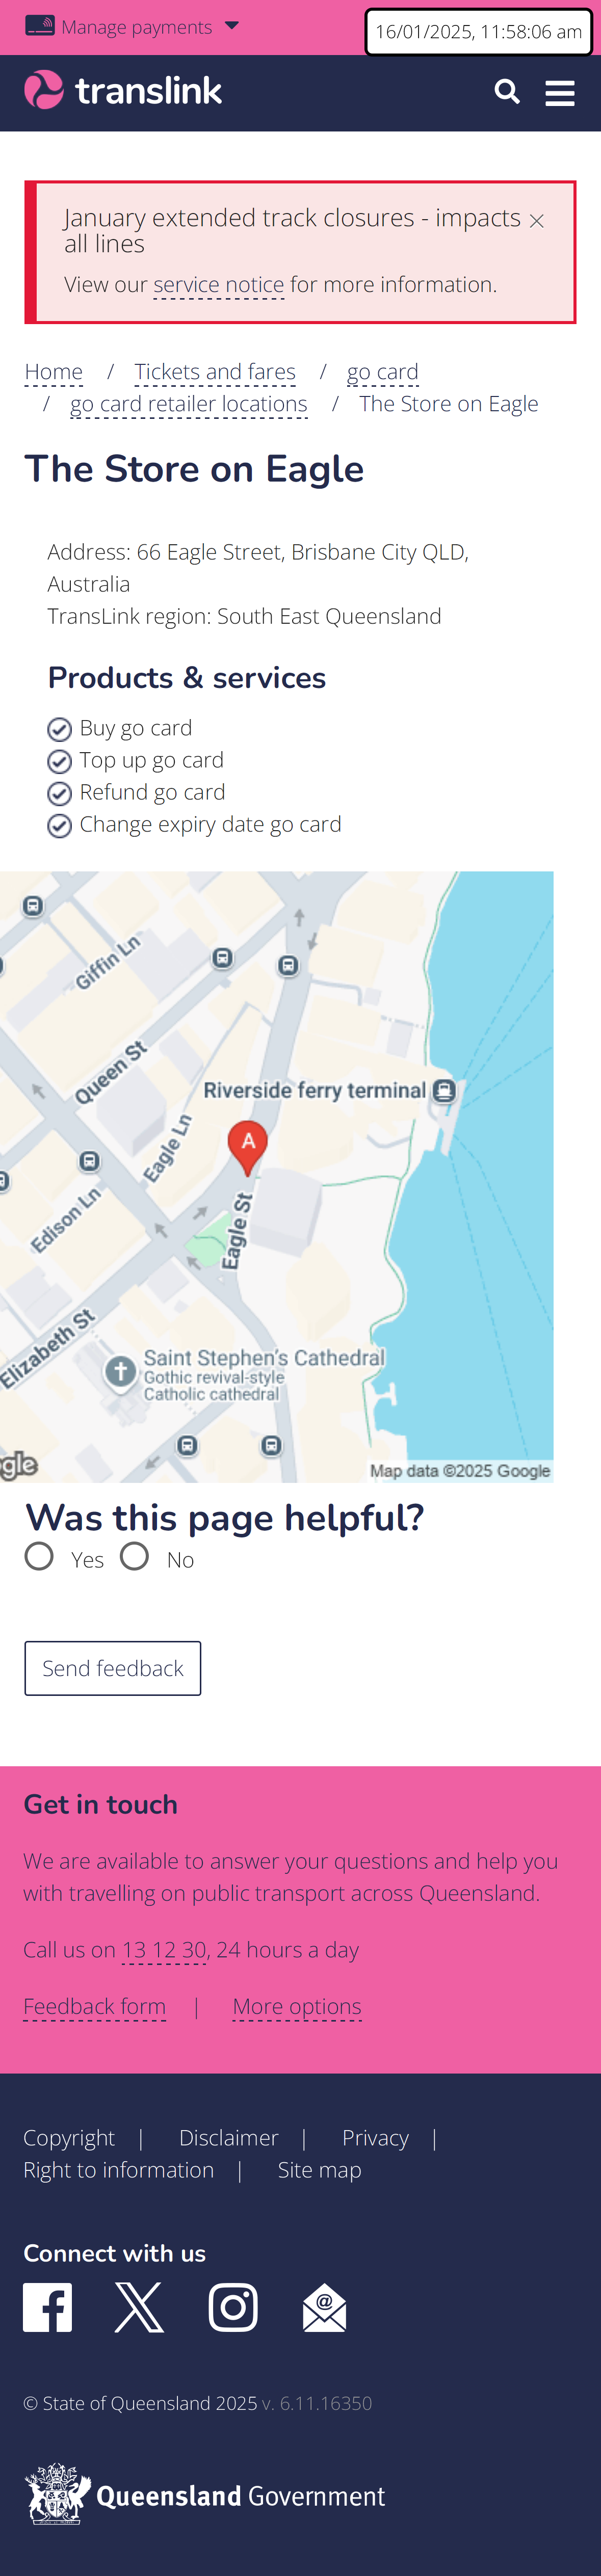 Manage payments
16/01/2025, 11:58:06 am
translink
January extended track closures - impacts
all lines
View our service notice for more information.
Home / Tickets and fares / go card
/ go card retailer locations / The Store on Eagle
The Store on Eagle
Address: 66 Eagle Street, Brisbane City QLD,
Australia
TransLink region: South East Queensland
Products & services
Buy go card
Top up go card
Refund go card
Change expiry date go card
Giffin Ln
Queen St
Riverside ferry terminal
A
Eagle Ln
Edison Ln
Eagle St
Elizabeth St
Saint Stephen's Cathedral
Gothic revival-style
Catholic cathedral
gle
Map data ©2025 Google
Was this page helpful?
Yes No
Send feedback
Get in touch
We are available to answer your questions and help you
with travelling on public transport across Queensland.
Call us on 13 12 30, 24 hours a day
Feedback form | More options
Copyright | Disclaimer | Privacy |
Right to information | Site map
Connect with us
© State of Queensland 2025 v. 6.11.16350
Queensland Government